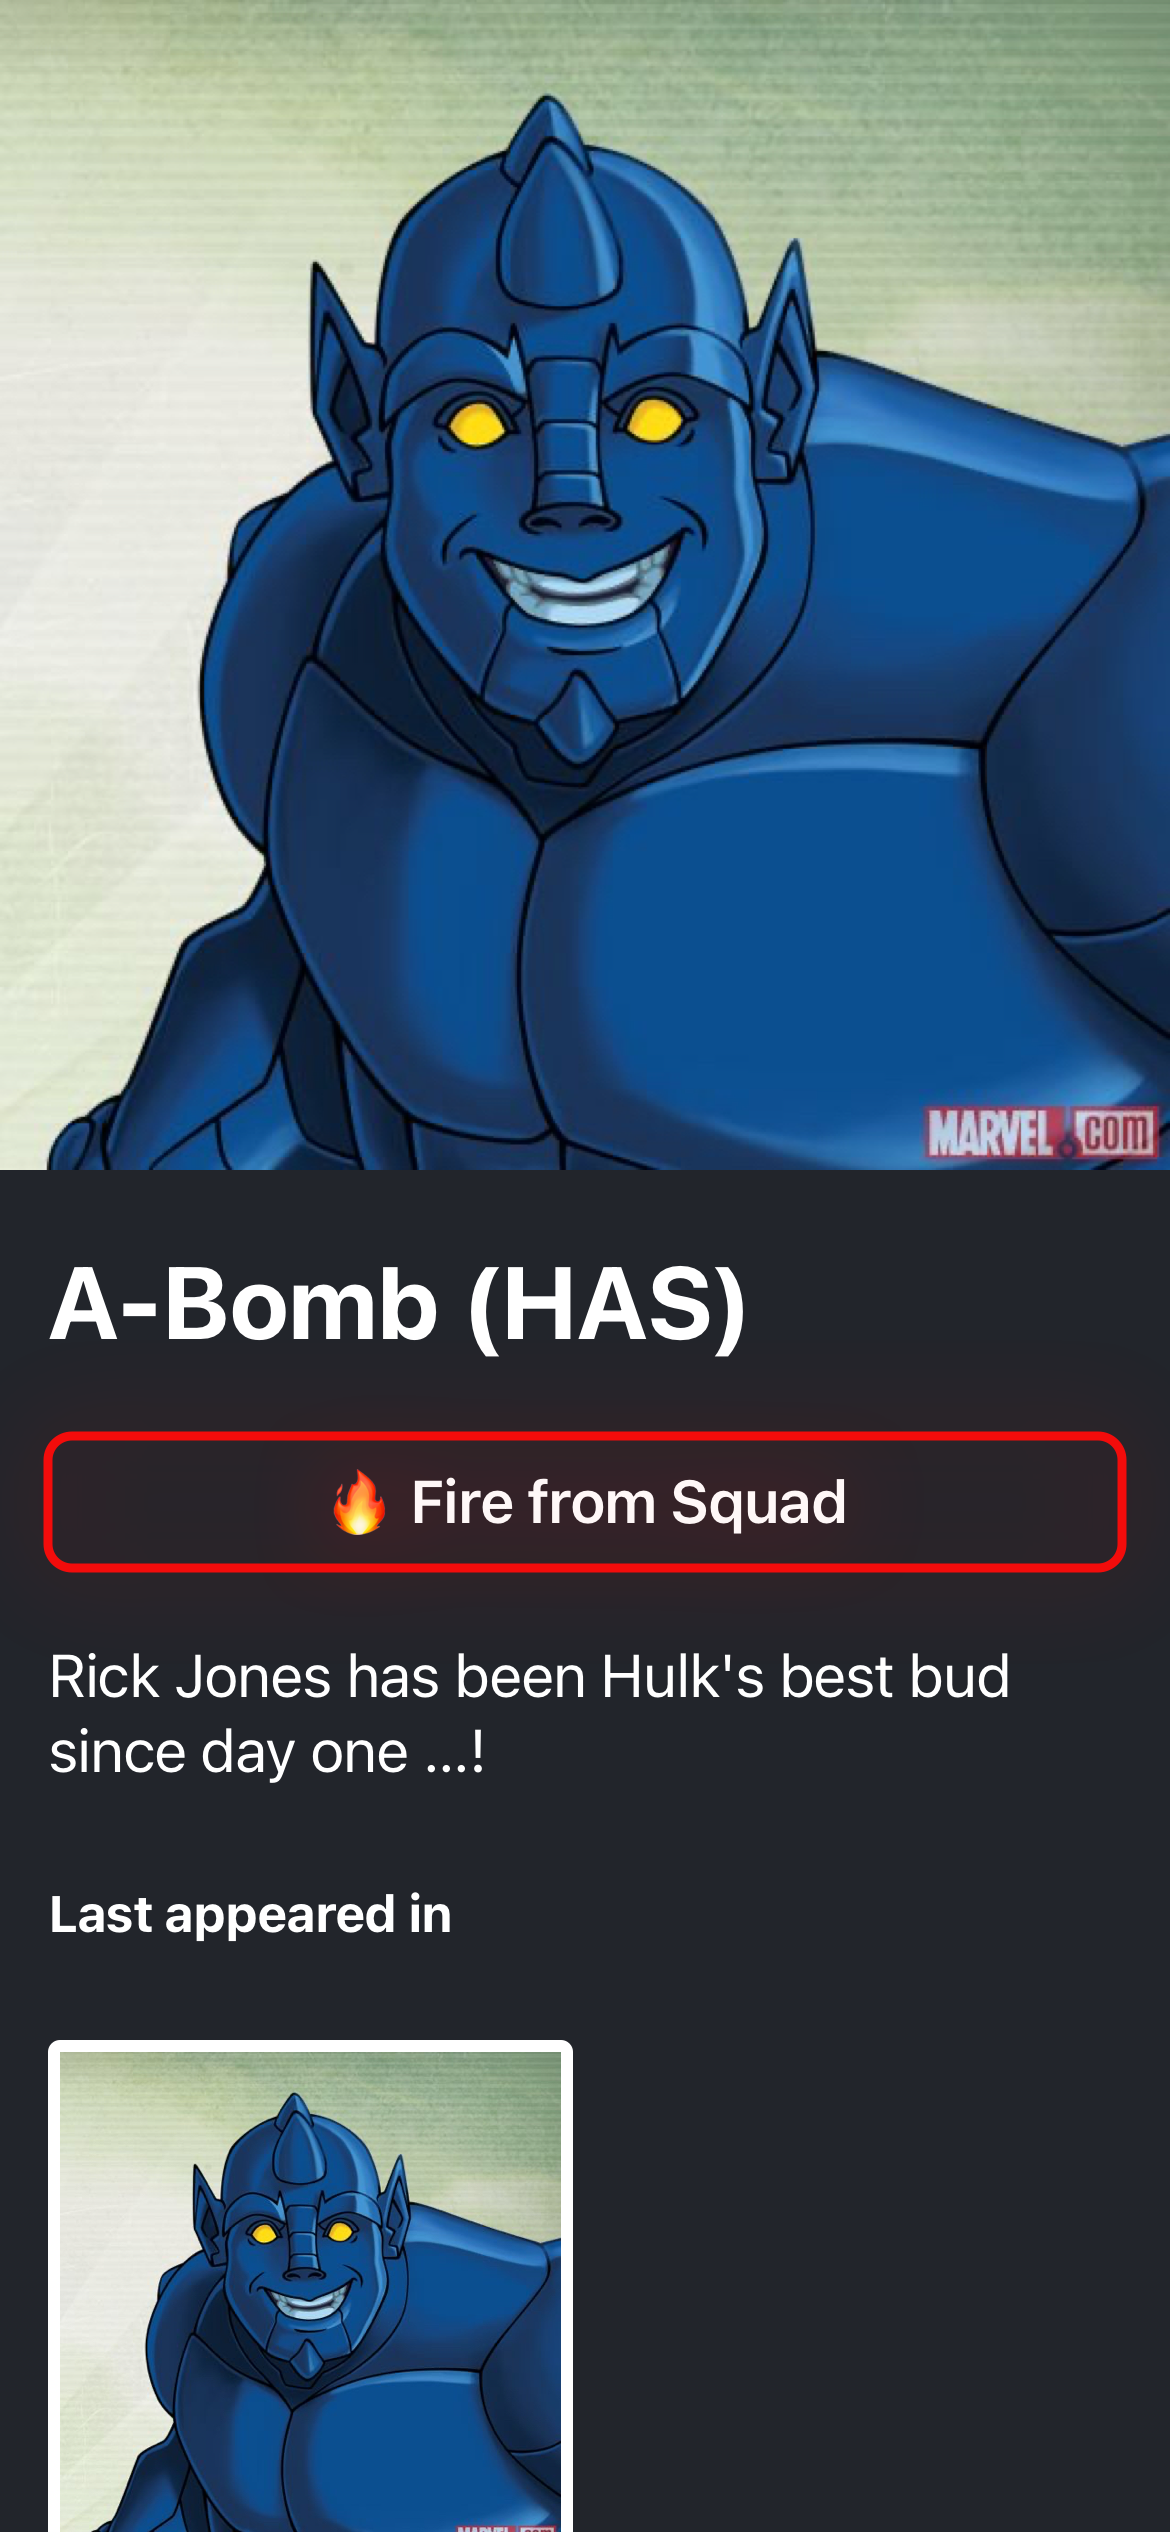 MARVEL.com
A-Bomb (HAS)
🔥 Fire from Squad
Rick Jones has been Hulk's best bud
since day one ...!
Last appeared in